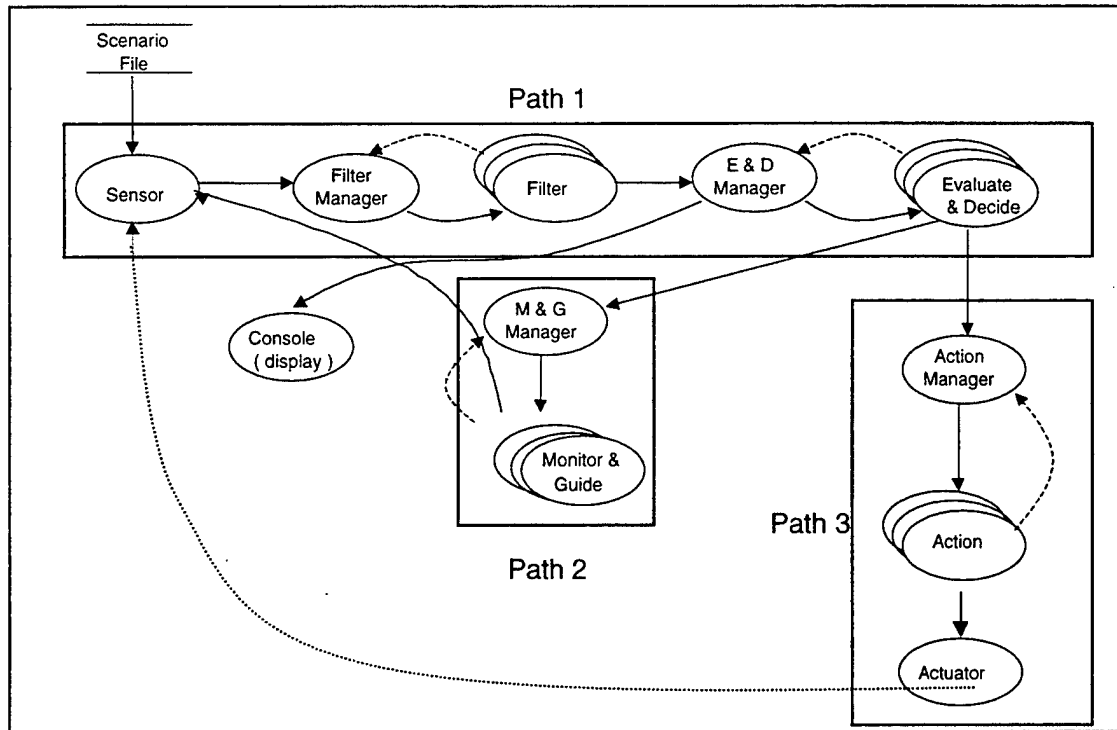 Scenario
File
Path 1
Sensor
Filter
Manager
Filter
E & D
Manager
Evaluate
& Decide
Console
( display )
M & G
Manager
Monitor &
Guide
Path 2
Action
Manager
Path 3
Action
Actuator